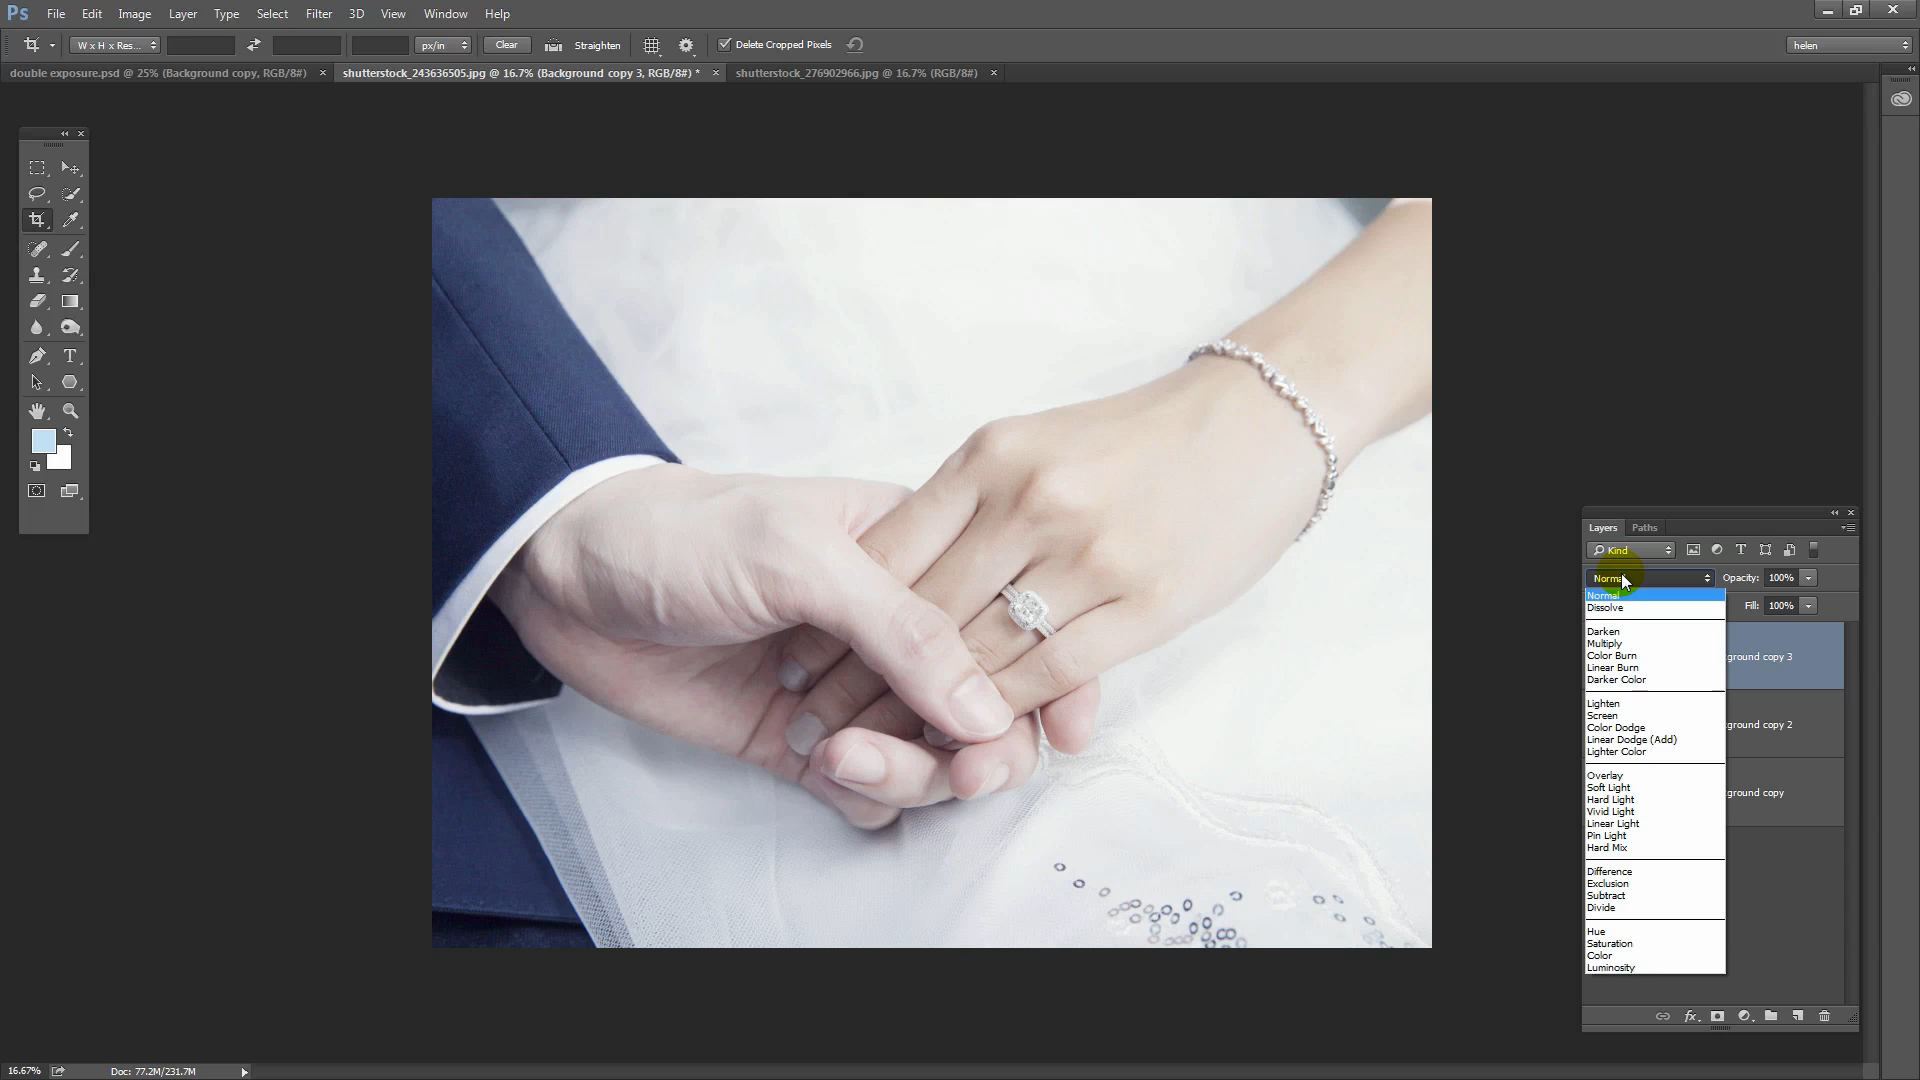 Ps File Edit Image Layer Type Select Filter 3D View Window Help
W x H x Res... px/in Clear Straighten Delete Cropped Pixels helen
double exposure.psd @ 25% (Background copy, RGB/8#) × shutterstock_243636505.jpg @ 16.7% (Background copy 3, RGB/8#) * × shutterstock_276902966.jpg @ 16.7% (RGB/8#) ×
T
Layers Paths
Kind T
Normal Opacity: 100%
Normal
Fill: 100%
Dissolve
Darken
Multiply
Color Burn
ground copy 3
Linear Burn
Darker Color
Lighten
Screen
ground copy 2
Color Dodge
Linear Dodge (Add)
Lighter Color
Overlay
Soft Light
ground copy
Hard Light
Vivid Light
Linear Light
Pin Light
Hard Mix
Difference
Exclusion
Subtract
Divide
Hue
Saturation
Color
Luminosity
fx
16.67% Doc: 77.2M/231.7M